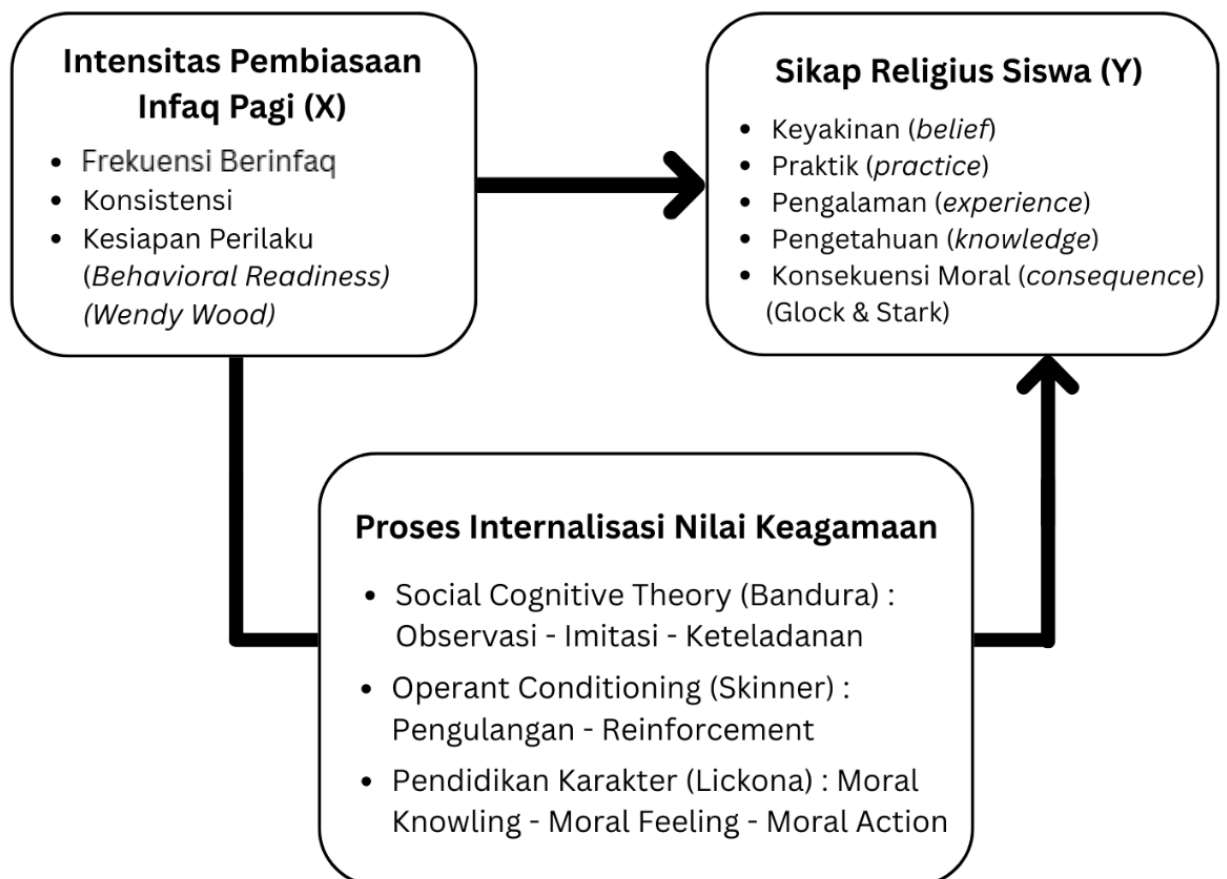 Intensitas Pembiasaan
Infaq Pagi (X)
• Frekuensi Berinfaq
• Konsistensi
• Kesiapan Perilaku
(Behavioral Readiness)
(Wendy Wood)
Sikap Religius Siswa (Y)
• Keyakinan (belief)
• Praktik (practice)
• Pengalaman (experience)
• Pengetahuan (knowledge)
• Konsekuensi Moral (consequence)
(Glock & Stark)
Proses Internalisasi Nilai Keagamaan
• Social Cognitive Theory (Bandura) :
Observasi - Imitasi - Keteladanan
• Operant Conditioning (Skinner) :
Pengulangan - Reinforcement
• Pendidikan Karakter (Lickona) : Moral
Knowling - Moral Feeling - Moral Action